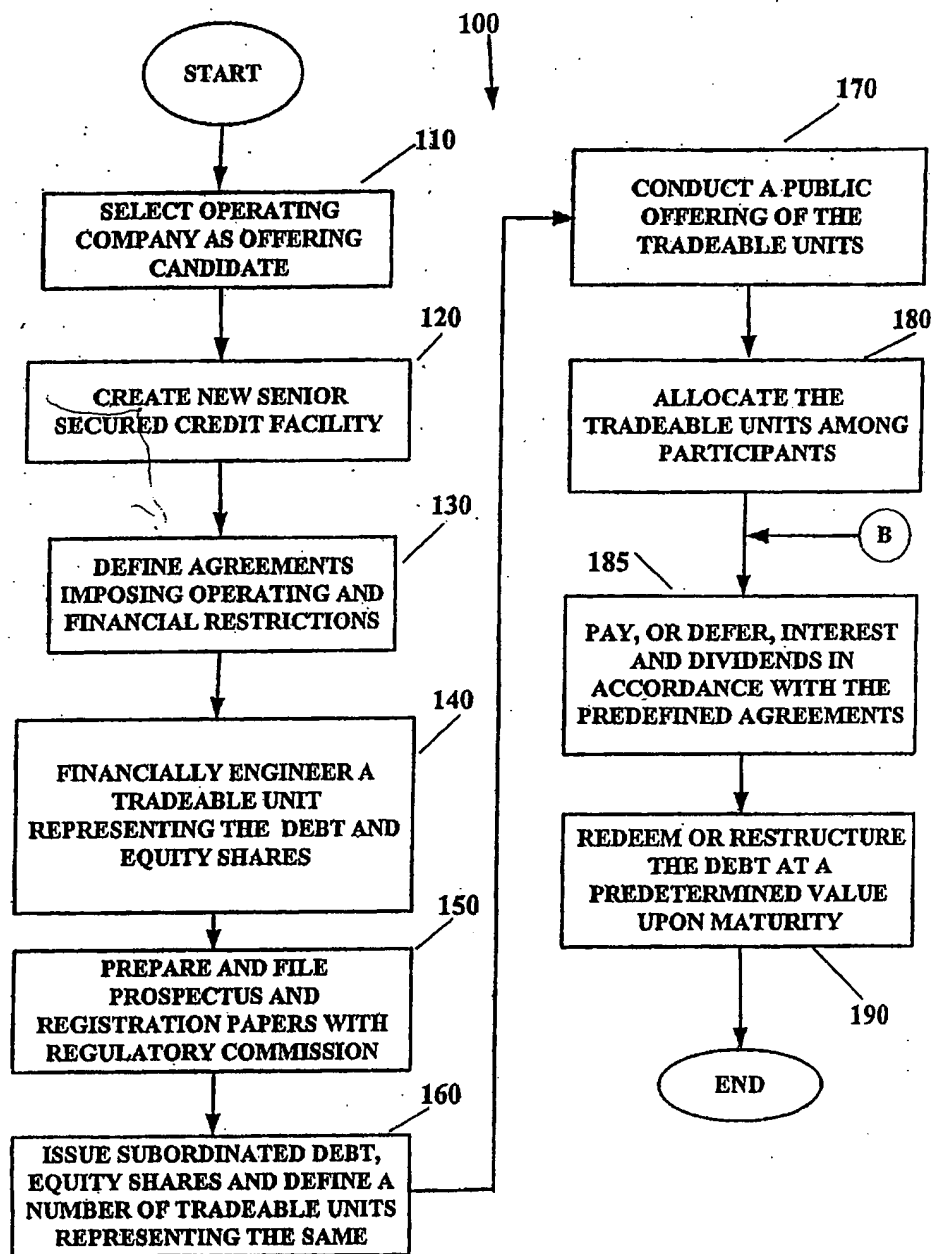 100
START
110
SELECT OPERATING
COMPANY AS OFFERING
CANDIDATE
120
CREATE NEW SENIOR
SECURED CREDIT FACILITY
130
DEFINE AGREEMENTS
IMPOSING OPERATING AND
FINANCIAL RESTRICTIONS
140
FINANCIALLY ENGINEER A
TRADEABLE UNIT
REPRESENTING THE DEBT AND
EQUITY SHARES
150
PREPARE AND FILE
PROSPECTUS AND
REGISTRATION PAPERS WITH
REGULATORY COMMISSION
160
ISSUE SUBORDINATED DEBT,
EQUITY SHARES AND DEFINE A
NUMBER OF TRADEABLE UNITS
REPRESENTING THE SAME
170
CONDUCT A PUBLIC
OFFERING OF THE
TRADEABLE UNITS
180
ALLOCATE THE
TRADEABLE UNITS AMONG
PARTICIPANTS
B
185
PAY, OR DEFER, INTEREST
AND DIVIDENDS IN
ACCORDANCE WITH THE
PREDEFINED AGREEMENTS
REDEEM OR RESTRUCTURE
THE DEBT AT A
PREDETERMINED VALUE
UPON MATURITY
190
END